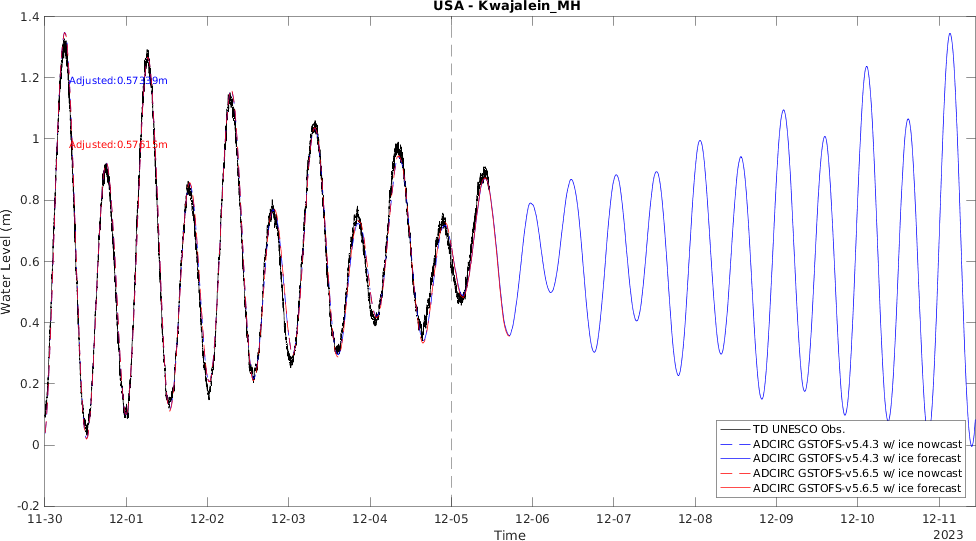 USA - Kwajalein_MH
1.4
1.2
1
0.8
0.6
0.4
0.2
0
-0.2
Water Level (m)
Adjusted:0.57339m
Adjusted:0.57615m
11-30 12-01 12-02 12-03 12-04 12-05 12-06 12-07 12-08 12-09 12-10 12-11
Time
2023
TD UNESCO Obs.
ADCIRC GSTOFS-v5.4.3 w/ ice nowcast
ADCIRC GSTOFS-v5.4.3 w/ ice forecast
ADCIRC GSTOFS-v5.6.5 w/ ice nowcast
ADCIRC GSTOFS-v5.6.5 w/ ice forecast